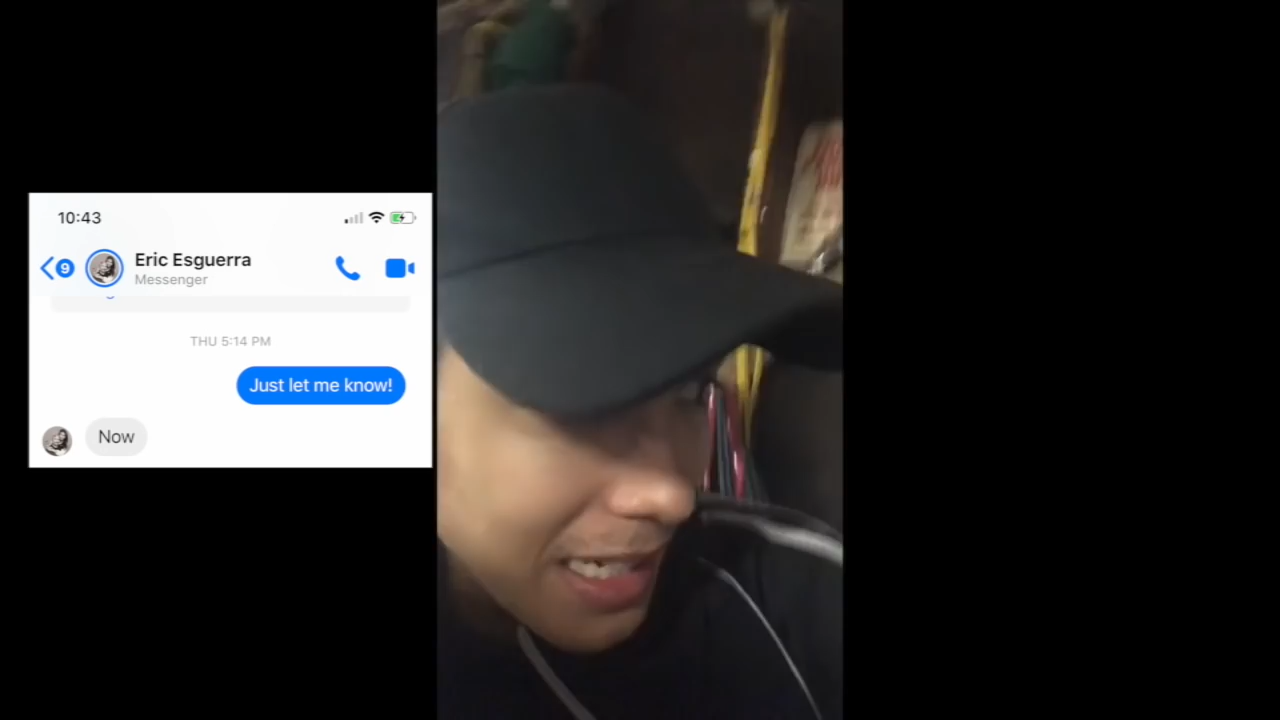 10:43
9
Eric Esguerra
Messenger
THU 5:14 PM
Just let me know!
Now